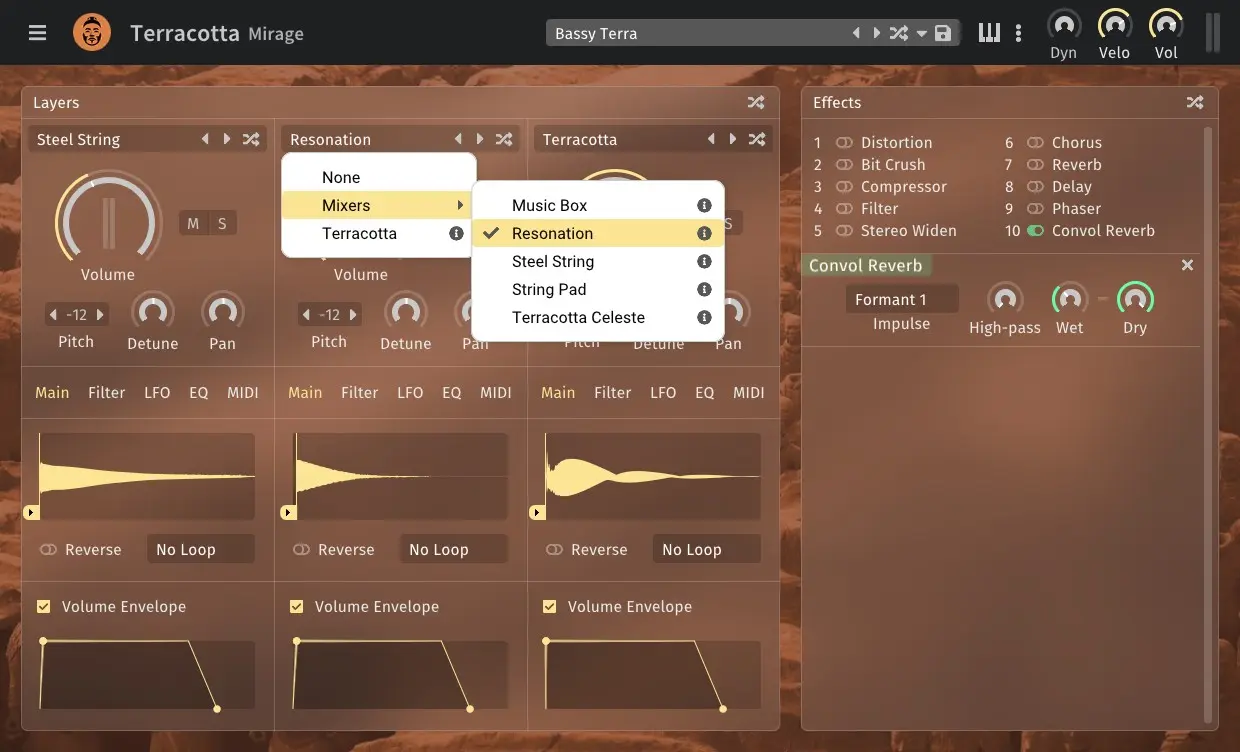 Terracotta Mirage
Bassy Terra
Dyn Velo Vol
Layers
Steel String
M S
Volume
-12
Pitch Detune Pan
Resonation
None
Mixers
Terracotta
Volume
-12
Pitch Detune Pan
Terracotta
Music Box
Resonation
Steel String
String Pad
Terracotta Celeste
S
Pitch Detune Pan
Main Filter LFO EQ MIDI
Main Filter LFO EQ MIDI
Main Filter LFO EQ MIDI
Reverse No Loop
Reverse No Loop
Reverse No Loop
Volume Envelope
Volume Envelope
Volume Envelope
Effects
1 Distortion
2 Bit Crush
3 Compressor
4 Filter
5 Stereo Widen
6 Chorus
7 Reverb
8 Delay
9 Phaser
10 Convol Reverb
Convol Reverb
Formant 1
Impulse High-pass Wet Dry